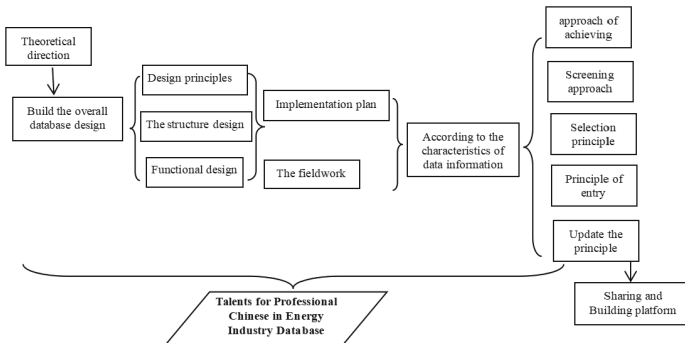 Theoretical
direction
Build the overall
database design
Design principles
The structure design
Functional design
Implementation plan
The fieldwork
According to the
characteristics of
data information
approach of
achieving
Screening
approach
Selection
principle
Principle of
entry
Update the
principle
Sharing and
Building platform
Talents for Professional
Chinese in Energy
Industry Database